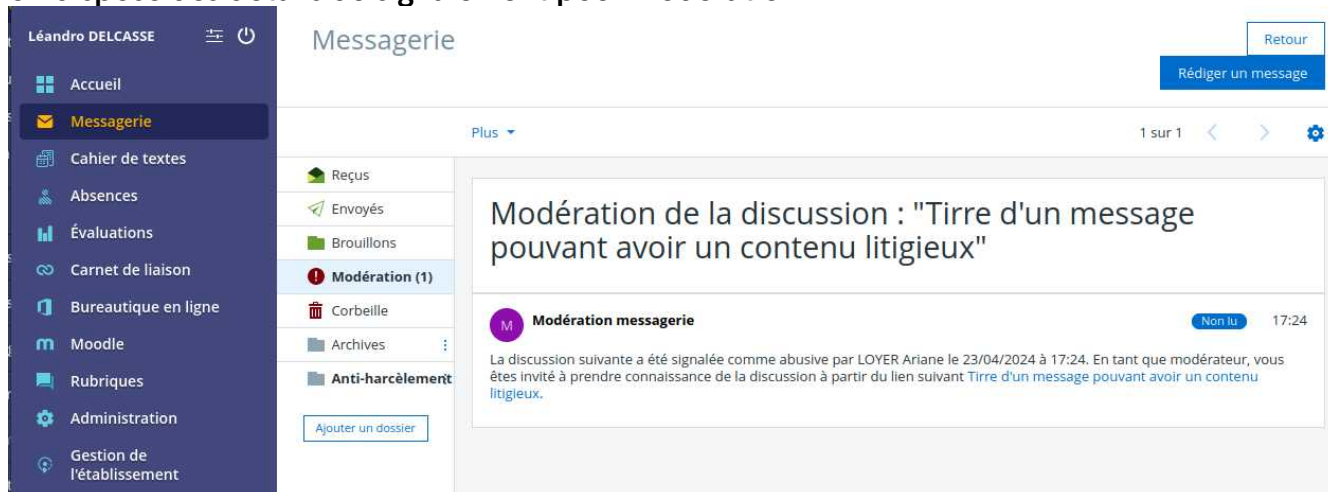 Léandro DELCASSE
Accueil
Messagerie
Cahier de textes
Absences
Évaluations
Carnet de liaison
Bureautique en ligne
Moodle
Rubriques
Administration
Gestion de
l'établissement
Messagerie
Retour
Rédiger un message
Plus
1 sur 1
Reçus
Envoyés
Brouillons
Modération (1)
Corbeille
Archives
Anti-harcèlement
Ajouter un dossier
Modération de la discussion : "Tirre d'un message
pouvant avoir un contenu litigieux"
M
Modération messagerie
Non lu
17:24
La discussion suivante a été signalée comme abusive par LOYER Ariane le 23/04/2024 à 17:24. En tant que modérateur, vous
êtes invité à prendre connaissance de la discussion à partir du lien suivant Tirre d'un message pouvant avoir un contenu
litigieux.